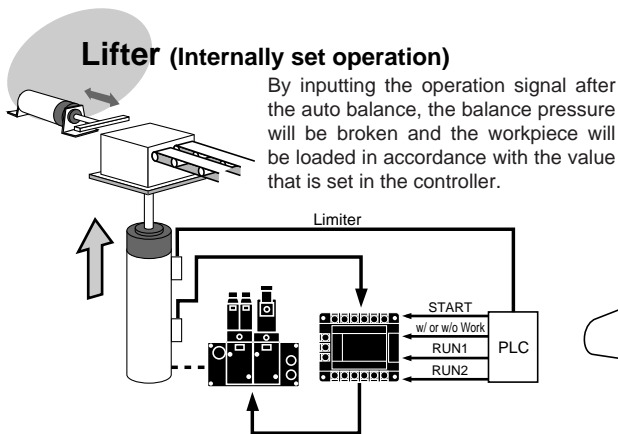 Lifter (Internally set operation)
By inputting the operation signal after
the auto balance, the balance pressure
will be broken and the workpiece will
be loaded in accordance with the value
that is set in the controller.
Limiter
START
w/ or w/o Work
RUN1
RUN2
PLC